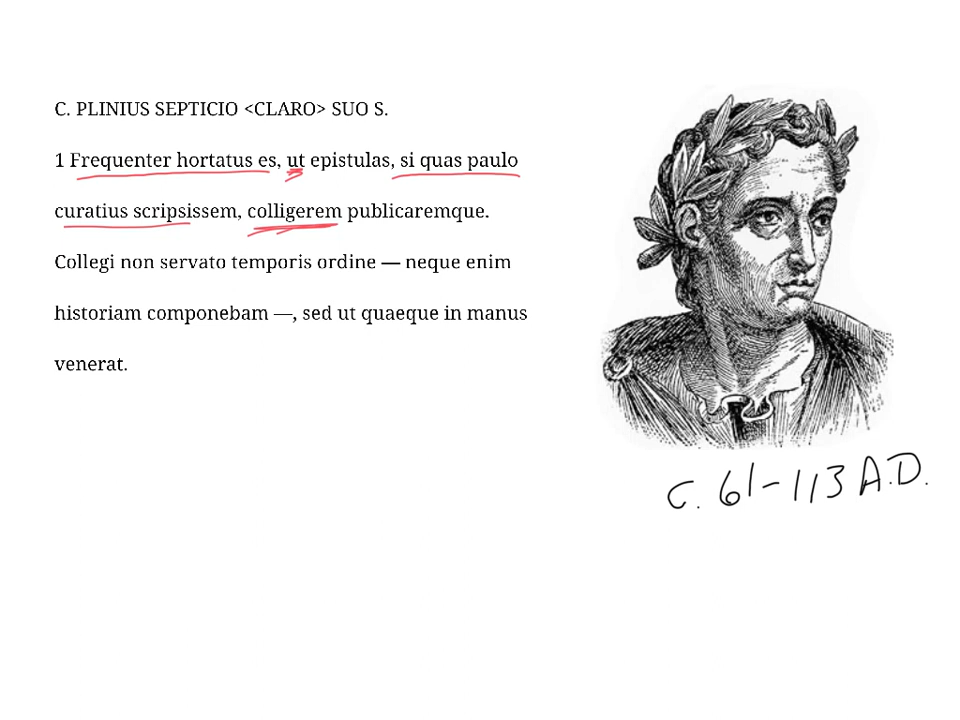 C. PLINIUS SEPTICIO <CLARO> SUO S.
1 Frequenter hortatus es, ut epistulas, si quas paulo
curatius scripsissem, colligerem publicaremque.
Collegi non servato temporis ordine — neque enim
historiam componebam —, sed ut quaeque in manus
venerat.
C. 61-113 A.D.